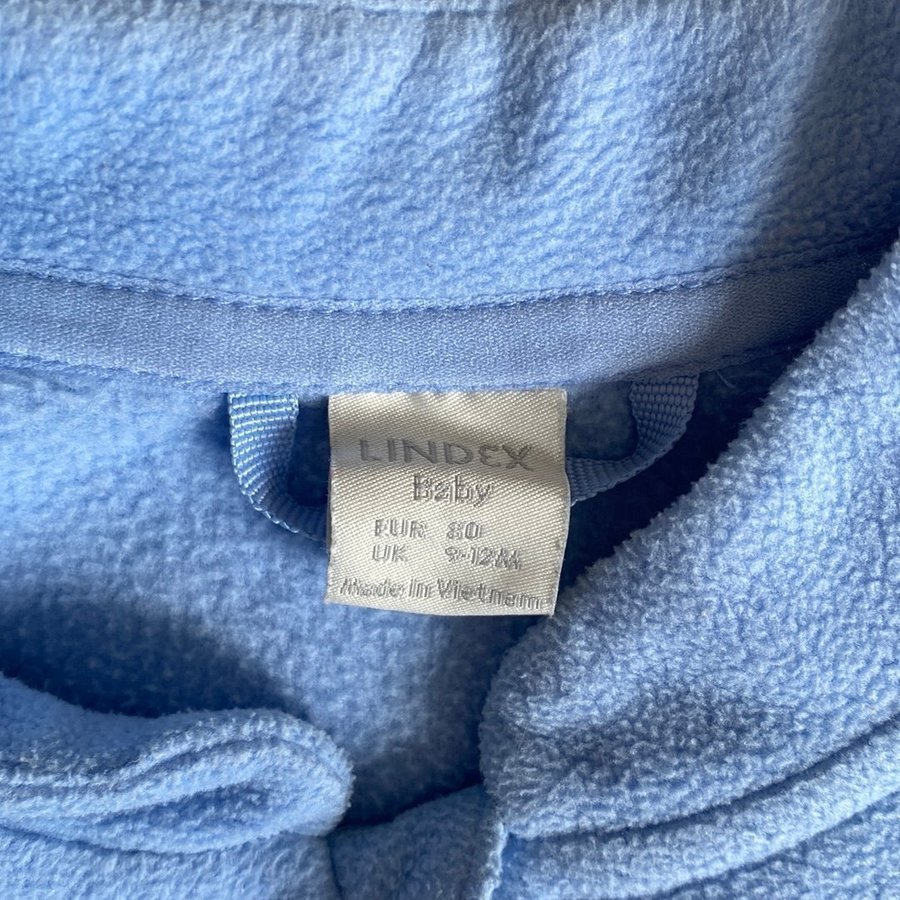 LINDEX
Baby
EUR 80
UK 9-12M
Made In Vietnam